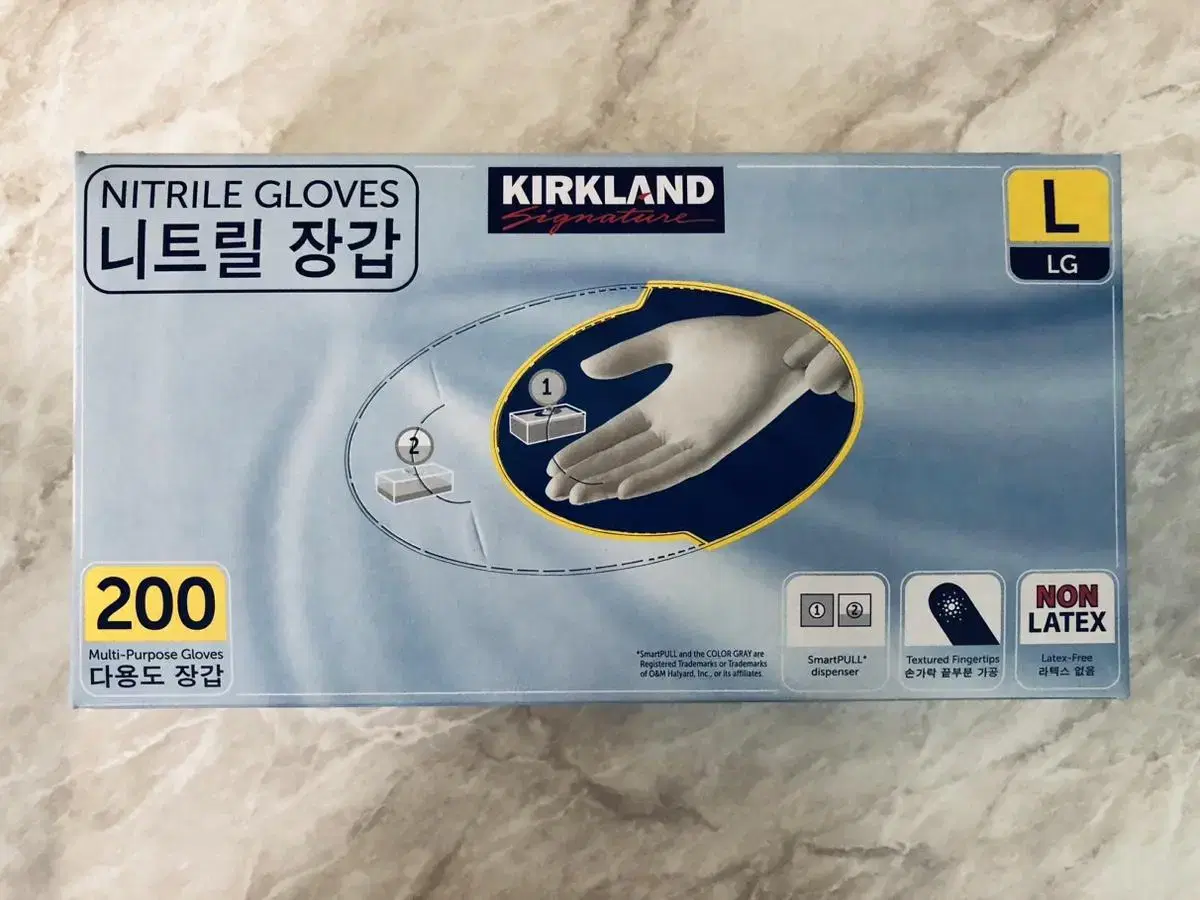 NITRILE GLOVES
니트릴 장갑
KIRKLAND
Signature
L
LG
1
2
200
Multi-Purpose Gloves
다용도 장갑
*SmartPULL and the COLOR GRAY are
Registered Trademarks or Trademarks
of O&M Halyard, Inc., or its affiliates.
1 2
SmartPULL*
dispenser
Textured Fingertips
손가락 끝부분 가공
NON
LATEX
Latex-Free
라텍스 없음